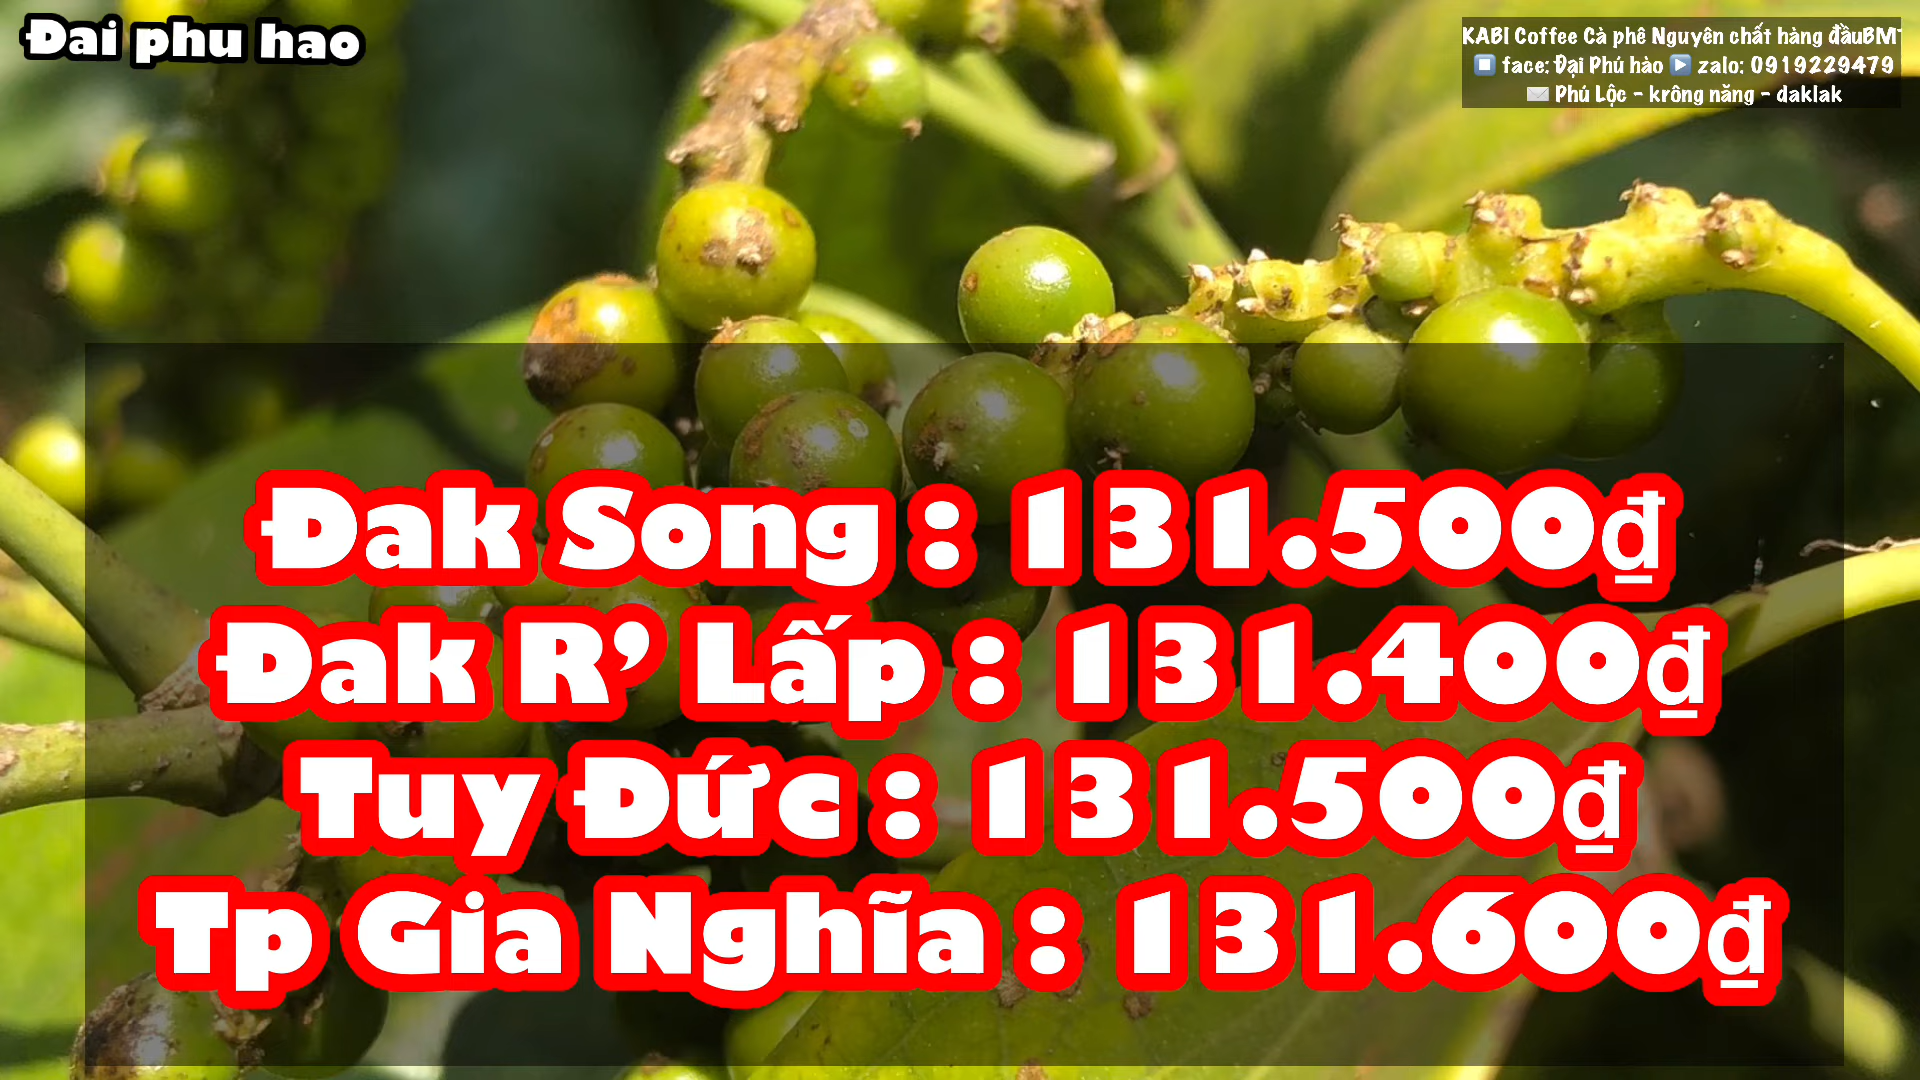 Đai phu hao
KABI Coffee Cà phê Nguyên chất hàng đầuBMT
face: Đại Phú hào zalo: 0919229479
Phú Lộc - krông năng - daklak
Đak Song : 131.500₫
Đak R’ Lấp : 131.400₫
Tuy Đức : 131.500₫
Tp Gia Nghĩa : 131.600₫